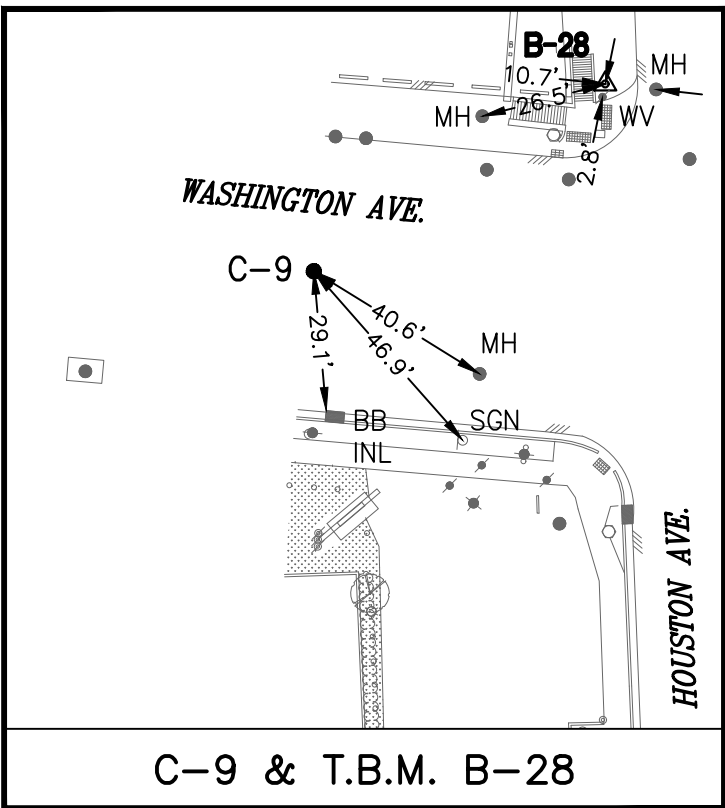 B-28
10.7'
MH
26.5'
MH
WV
2.8'
WASHINGTON AVE.
C-9
40.6'
29.1'
46.9'
MH
BB
SGN
INL
HOUSTON AVE.
C-9 & T.B.M. B-28